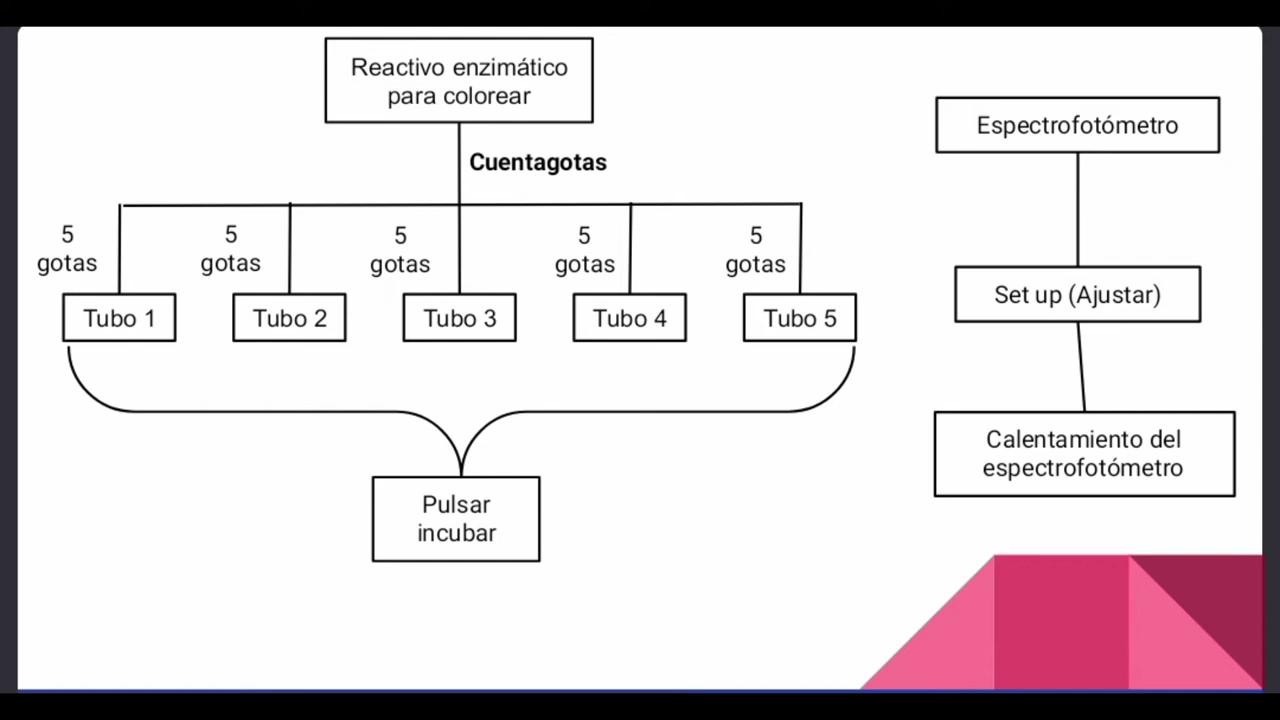 Reactivo enzimático
para colorear
Cuentagotas
5
gotas
5
gotas
5
gotas
5
gotas
5
gotas
Tubo 1
Tubo 2
Tubo 3
Tubo 4
Tubo 5
Pulsar
incubar
Espectrofotómetro
Set up (Ajustar)
Calentamiento del
espectrofotómetro